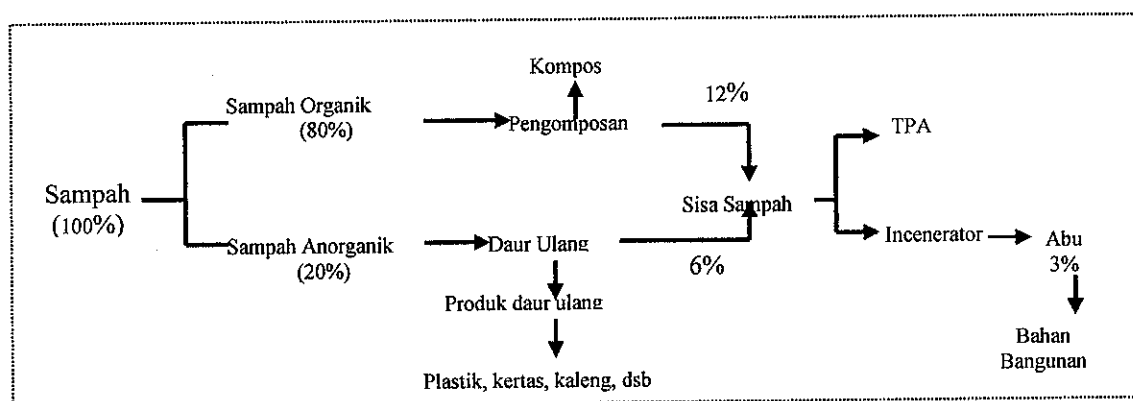 Kompos
12%
Sampah Organik
(80%)
Pengomposan
TPA
Sampah
(100%)
Sisa Sampah
Sampah Anorganik
(20%)
Daur Ulang
6%
Incenerator
Abu
3%
Produk daur ulang
Bahan
Bangunan
Plastik, kertas, kaleng, dsb